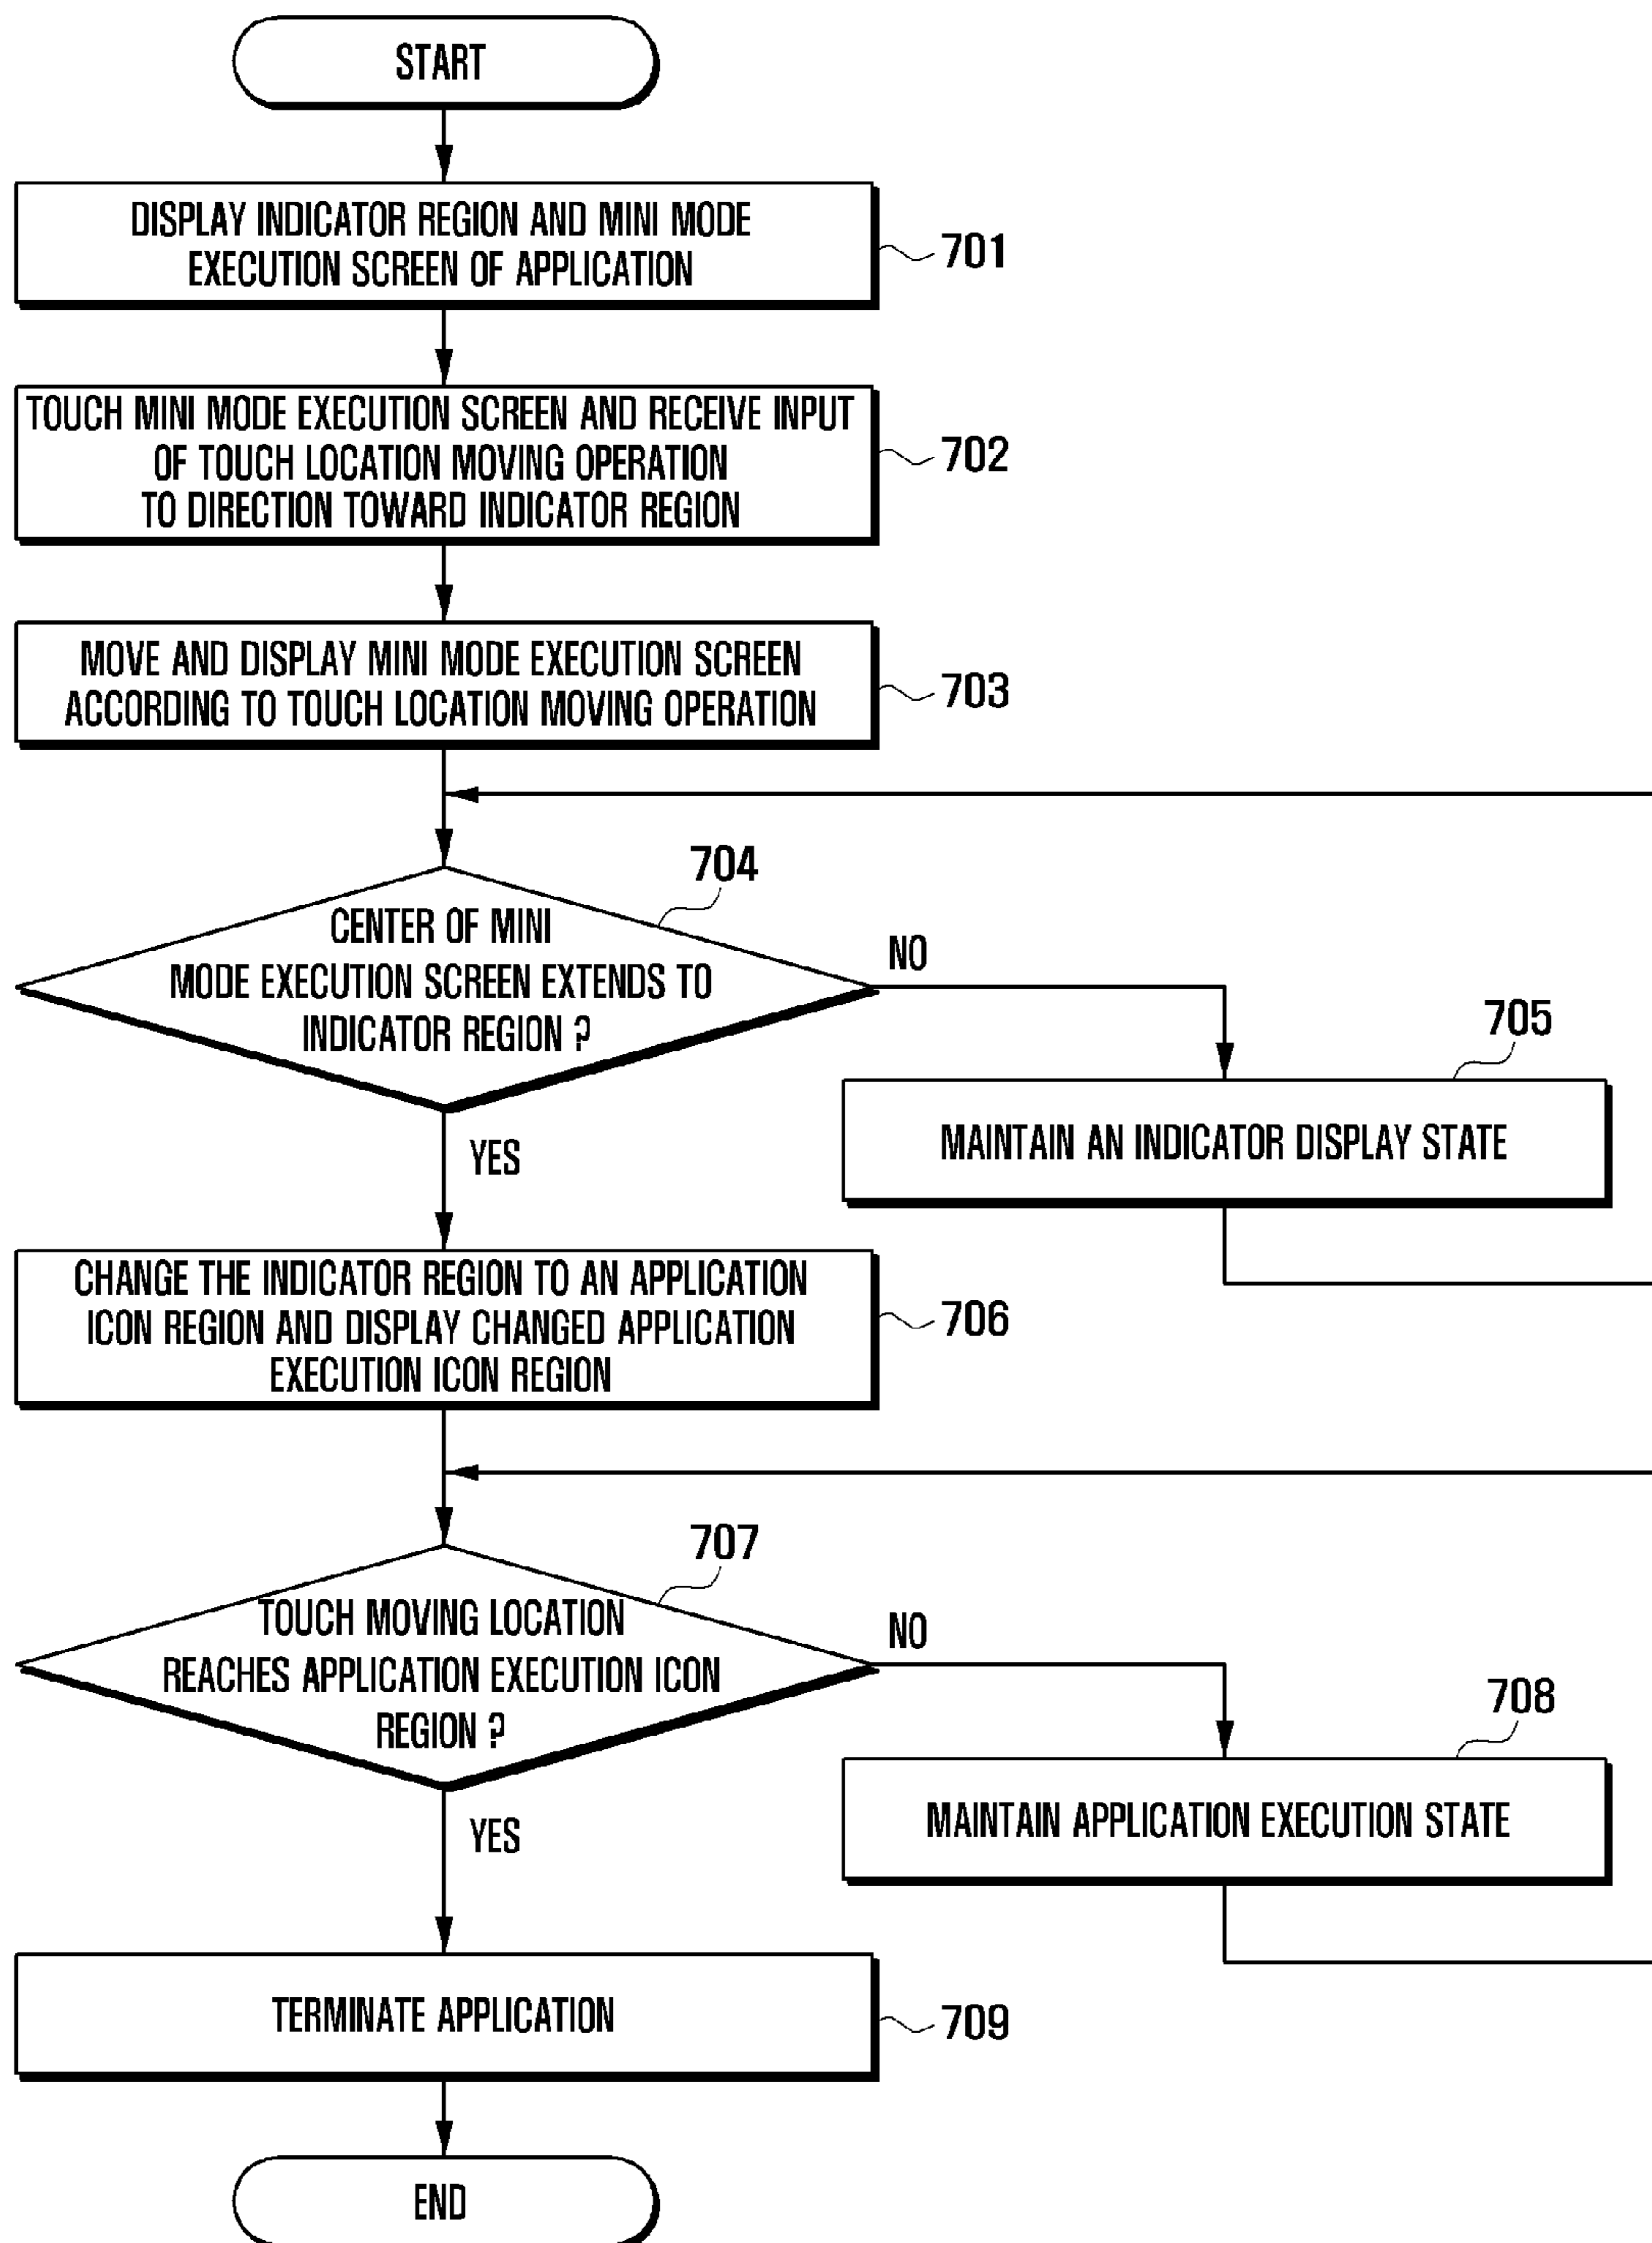 START
DISPLAY INDICATOR REGION AND MINI MODE
EXECUTION SCREEN OF APPLICATION
701
TOUCH MINI MODE EXECUTION SCREEN AND RECEIVE INPUT
OF TOUCH LOCATION MOVING OPERATION
TO DIRECTION TOWARD INDICATOR REGION
702
MOVE AND DISPLAY MINI MODE EXECUTION SCREEN
ACCORDING TO TOUCH LOCATION MOVING OPERATION
703
704
CENTER OF MINI
MODE EXECUTION SCREEN EXTENDS TO
INDICATOR REGION ?
NO
705
MAINTAIN AN INDICATOR DISPLAY STATE
YES
CHANGE THE INDICATOR REGION TO AN APPLICATION
ICON REGION AND DISPLAY CHANGED APPLICATION
EXECUTION ICON REGION
706
707
TOUCH MOVING LOCATION
REACHES APPLICATION EXECUTION ICON
REGION ?
NO
708
MAINTAIN APPLICATION EXECUTION STATE
YES
TERMINATE APPLICATION
709
END